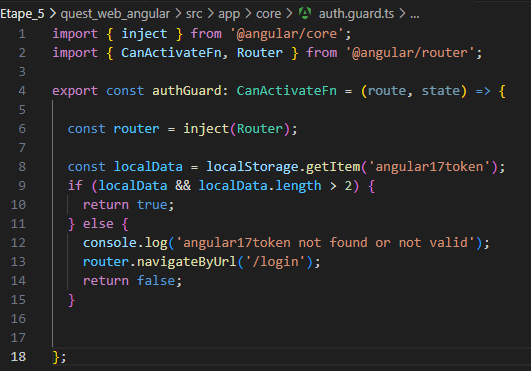 Etape_5 > quest_web_angular > src > app > core > auth.guard.ts > ...
1 import { inject } from '@angular/core';
2 import { CanActivateFn, Router } from '@angular/router';
3
4 export const authGuard: CanActivateFn = (route, state) => {
5
6 const router = inject(Router);
7
8 const localData = localStorage.getItem('angular17token');
9 if (localData && localData.length > 2) {
10 return true;
11 } else {
12 console.log('angular17token not found or not valid');
13 router.navigateByUrl('/login');
14 return false;
15 }
16
17
18 };